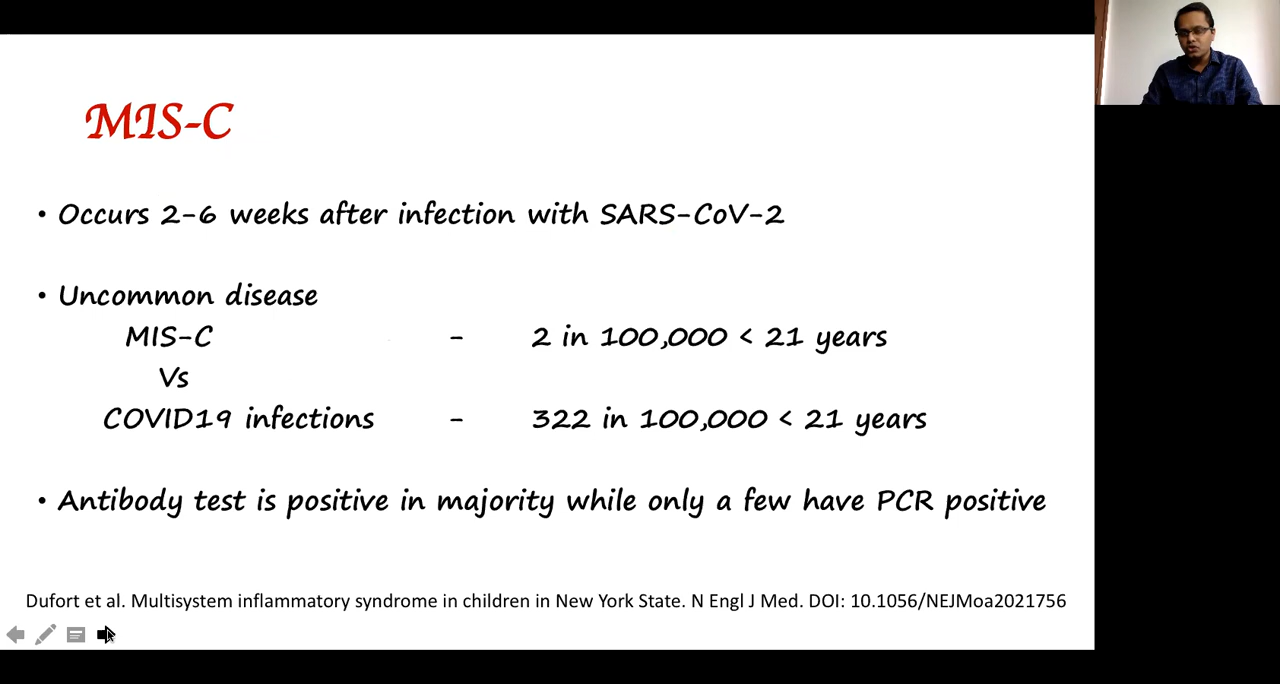 MIS-C
• Occurs 2-6 weeks after infection with SARS-CoV-2
• Uncommon disease
MIS-C - 2 in 100,000 < 21 years
Vs
COVID19 infections - 322 in 100,000 < 21 years
• Antibody test is positive in majority while only a few have PCR positive
Dufort et al. Multisystem inflammatory syndrome in children in New York State. N Engl J Med. DOI: 10.1056/NEJMoa2021756